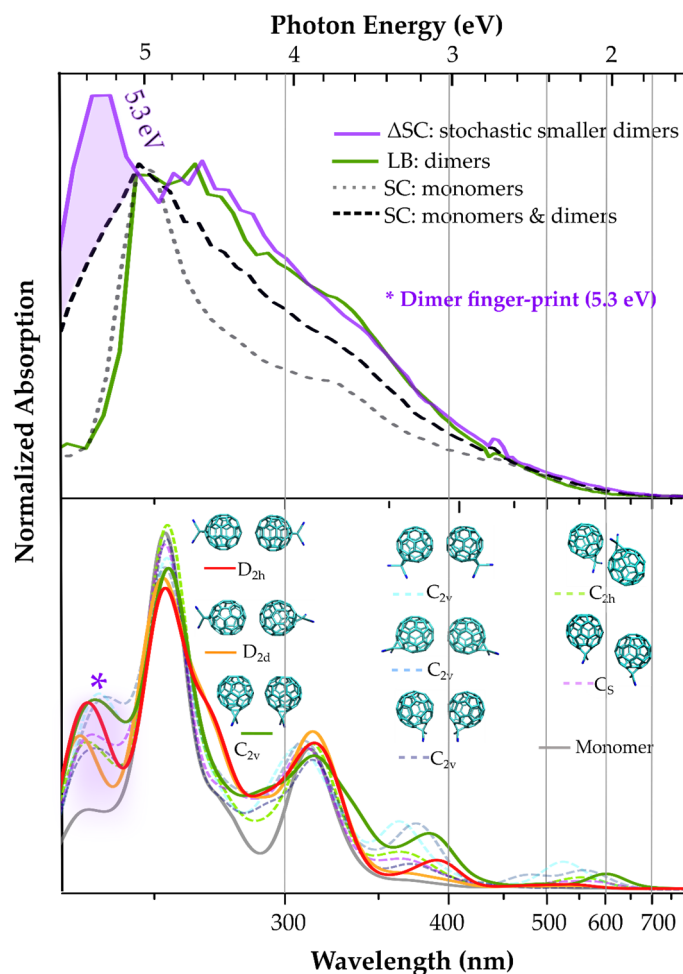 Photon Energy (eV)
5 4 3 2
5.3 eV
ΔSC: stochastic smaller dimers
LB: dimers
SC: monomers
SC: monomers & dimers
* Dimer finger-print (5.3 eV)
Normalized Absorption
D2h
C2v
C2h
D2d
C2v
CS
C2v
C2v
Monomer
*
300 400 500 600 700
Wavelength (nm)